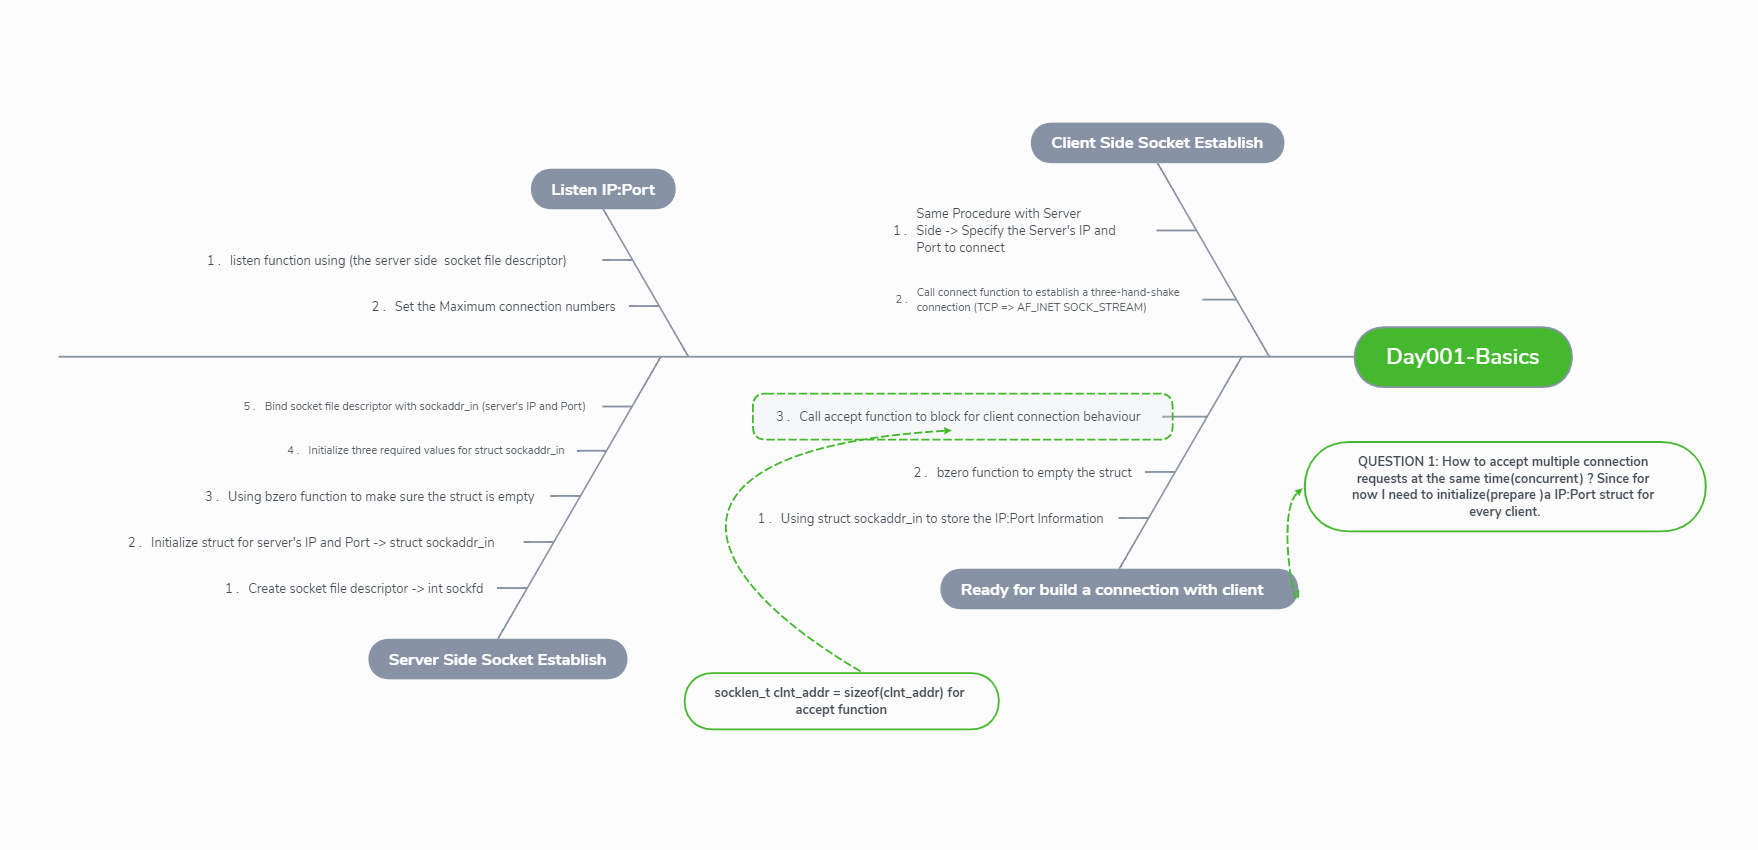 Client Side Socket Establish
Listen IP:Port
1 . Same Procedure with Server
Side -> Specify the Server's IP and
Port to connect
1 . listen function using (the server side  socket file descriptor)
2 . Call connect function to establish a three-hand-shake
connection (TCP => AF_INET SOCK_STREAM)
2 . Set the Maximum connection numbers
Day001-Basics
5 . Bind socket file descriptor with sockaddr_in (server's IP and Port)
4 . Initialize three required values for struct sockaddr_in
3 . Using bzero function to make sure the struct is empty
2 . Initialize struct for server's IP and Port -> struct sockaddr_in
1 . Create socket file descriptor -> int sockfd
Server Side Socket Establish
3 . Call accept function to block for client connection behaviour
2 . bzero function to empty the struct
1 . Using struct sockaddr_in to store the IP:Port Information
Ready for build a connection with client
QUESTION 1: How to accept multiple connection
requests at the same time(concurrent) ? Since for
now I need to initialize(prepare )a IP:Port struct for
every client.
socklen_t clnt_addr = sizeof(clnt_addr) for
accept function